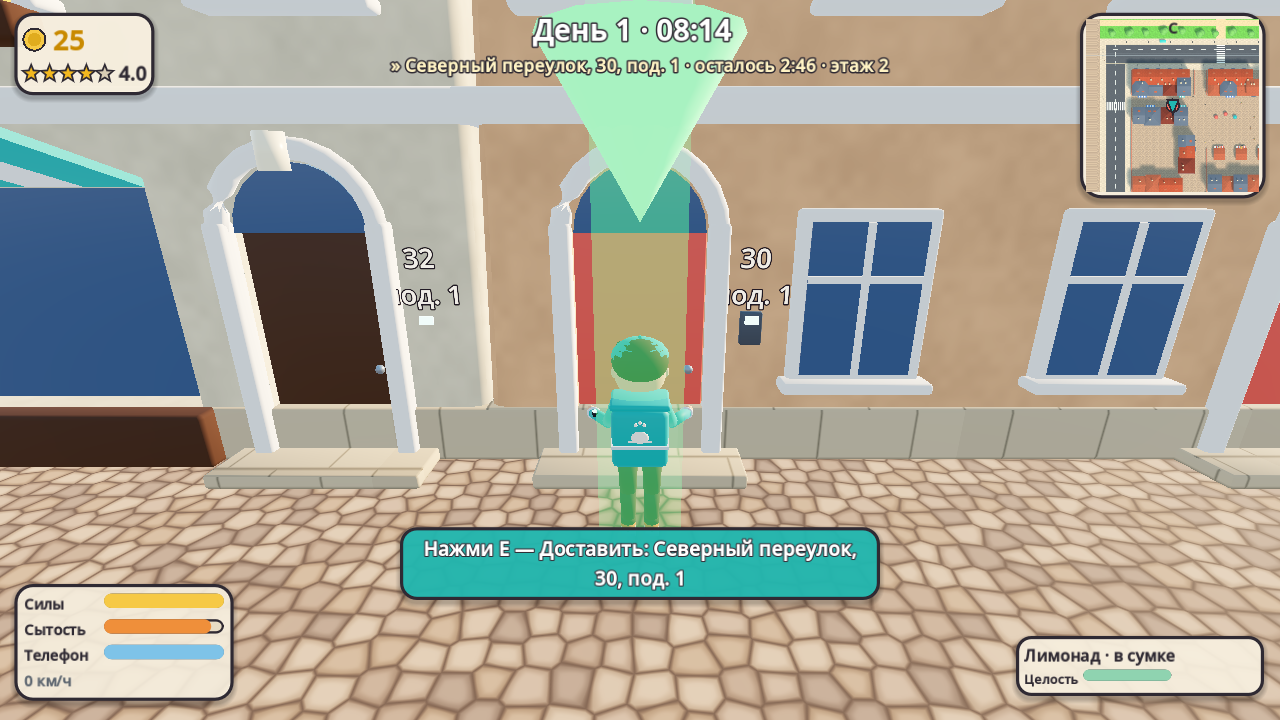 25
4.0
День 1 · 08:14
» Северный переулок, 30, под. 1 · осталось 2:46 · этаж 2
С
32
од. 1
30
од. 1
Нажми E — Доставить: Северный переулок,
30, под. 1
Силы
Сытость
Телефон
0 км/ч
Лимонад · в сумке
Целость